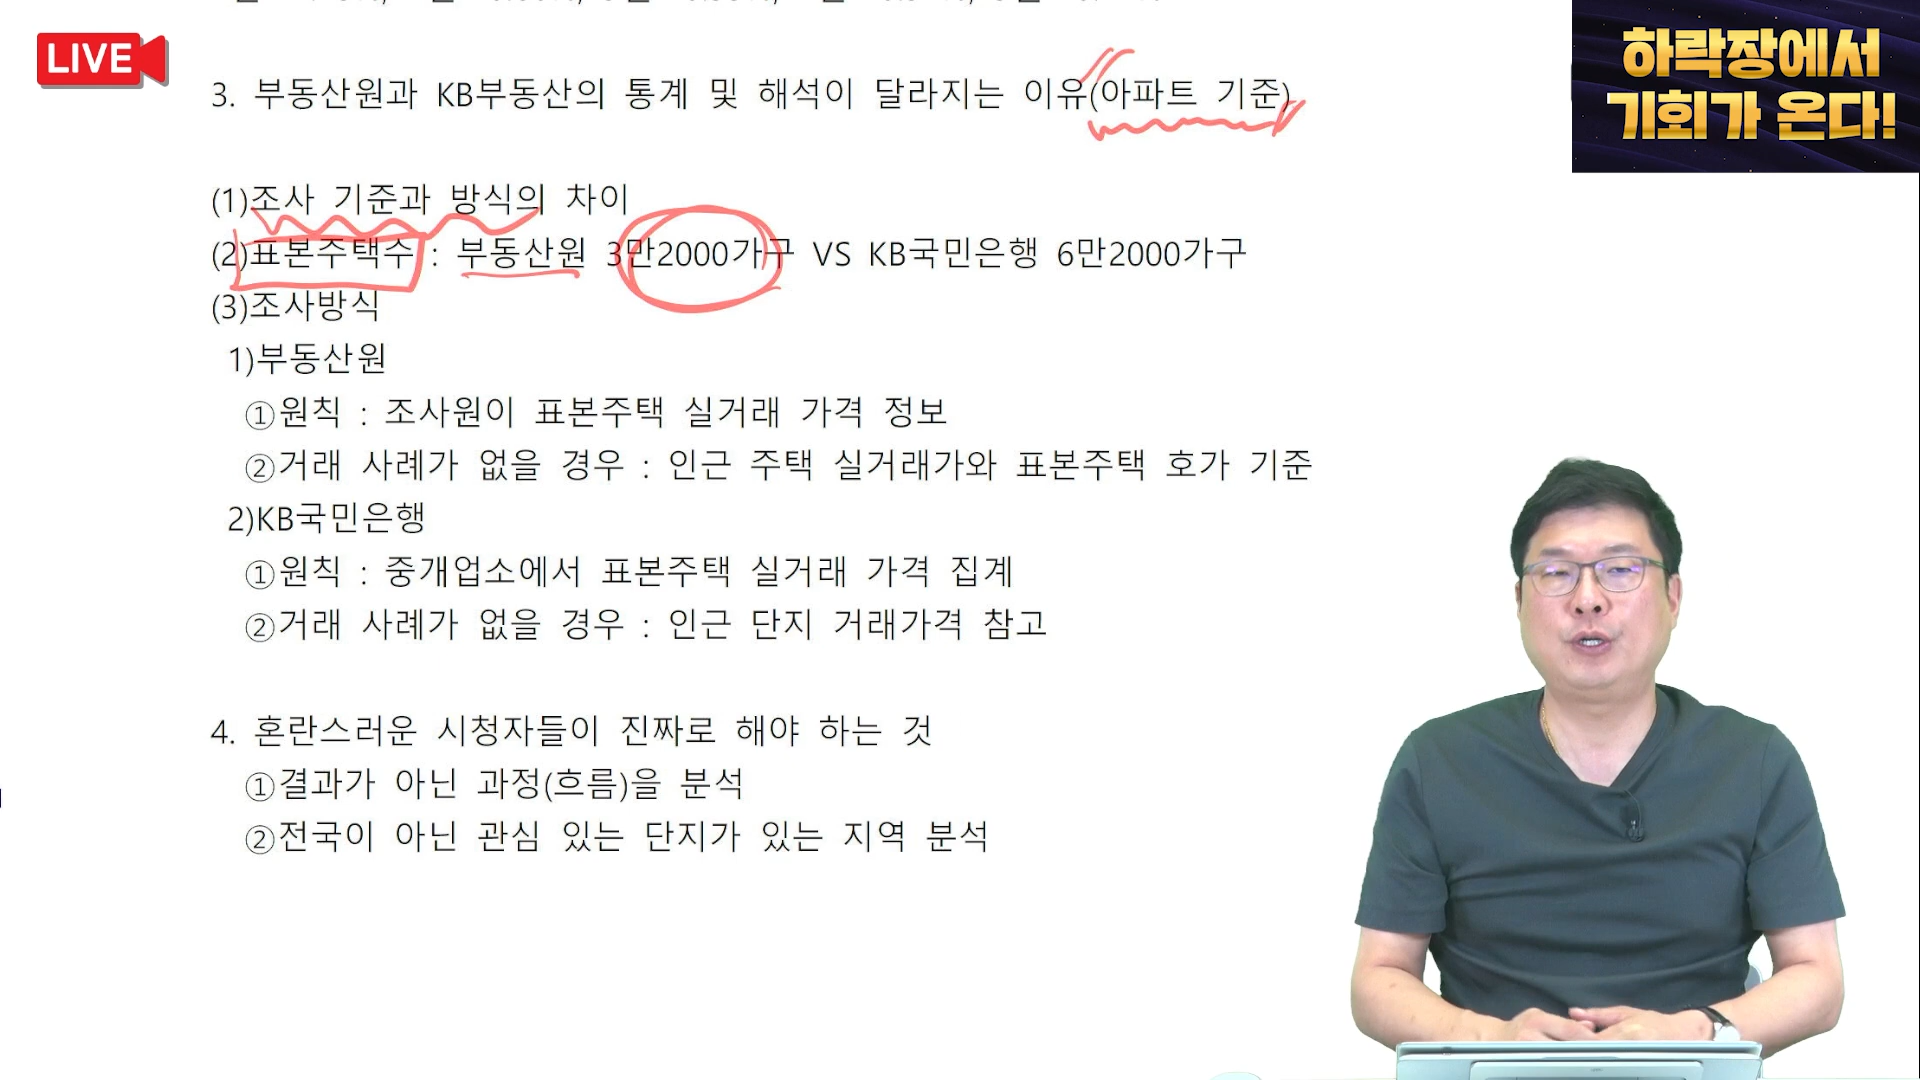 LIVE
하락장에서
기회가 온다!
3. 부동산원과 KB부동산의 통계 및 해석이 달라지는 이유(아파트 기준)
(1)조사 기준과 방식의 차이
(2)표본주택수 : 부동산원 3만2000가구 VS KB국민은행 6만2000가구
(3)조사방식
1)부동산원
①원칙 : 조사원이 표본주택 실거래 가격 정보
②거래 사례가 없을 경우 : 인근 주택 실거래가와 표본주택 호가 기준
2)KB국민은행
①원칙 : 중개업소에서 표본주택 실거래 가격 집계
②거래 사례가 없을 경우 : 인근 단지 거래가격 참고
4. 혼란스러운 시청자들이 진짜로 해야 하는 것
①결과가 아닌 과정(흐름)을 분석
②전국이 아닌 관심 있는 단지가 있는 지역 분석